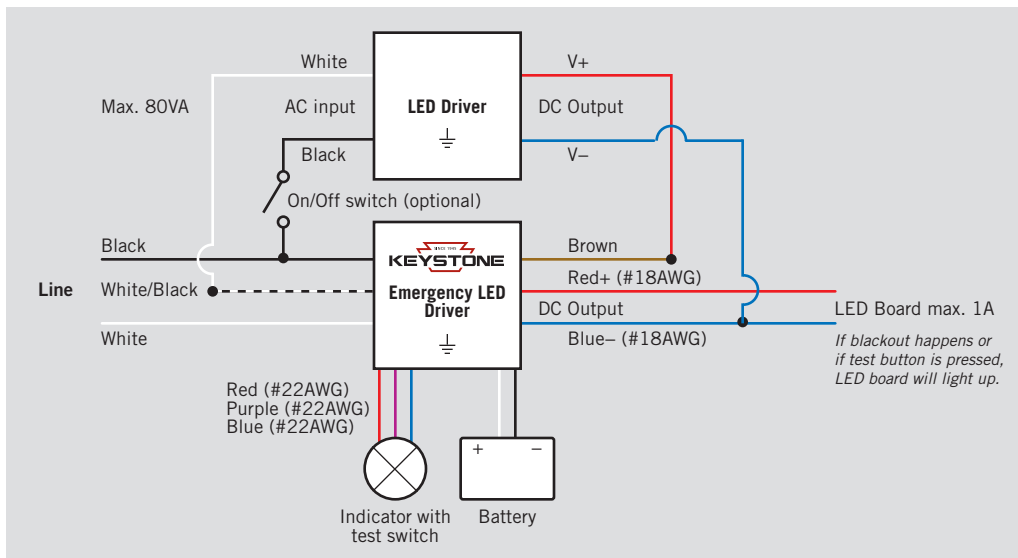 White
V+
Max. 80VA
AC input
LED Driver
DC Output
Black
V–
On/Off switch (optional)
Black
SINCE 1945
KEYSTONE
Brown
Red+ (#18AWG)
Line
White/Black
Emergency LED
Driver
DC Output
LED Board max. 1A
White
Blue– (#18AWG)
If blackout happens or
if test button is pressed,
LED board will light up.
Red (#22AWG)
Purple (#22AWG)
Blue (#22AWG)
+
–
Indicator with
test switch
Battery